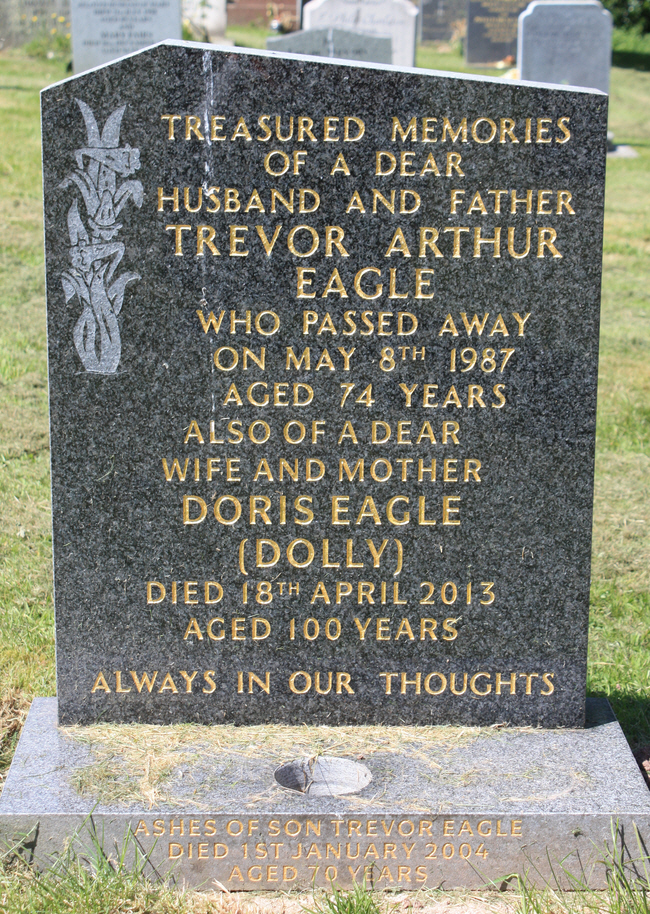 TREASURED MEMORIES
OF A DEAR
HUSBAND AND FATHER
TREVOR ARTHUR
EAGLE
WHO PASSED AWAY
ON MAY 8TH 1987
AGED 74 YEARS
ALSO OF A DEAR
WIFE AND MOTHER
DORIS EAGLE
(DOLLY)
DIED 18TH APRIL 2013
AGED 100 YEARS
ALWAYS IN OUR THOUGHTS
ASHES OF SON TREVOR EAGLE
DIED 1ST JANUARY 2004
AGED 70 YEARS